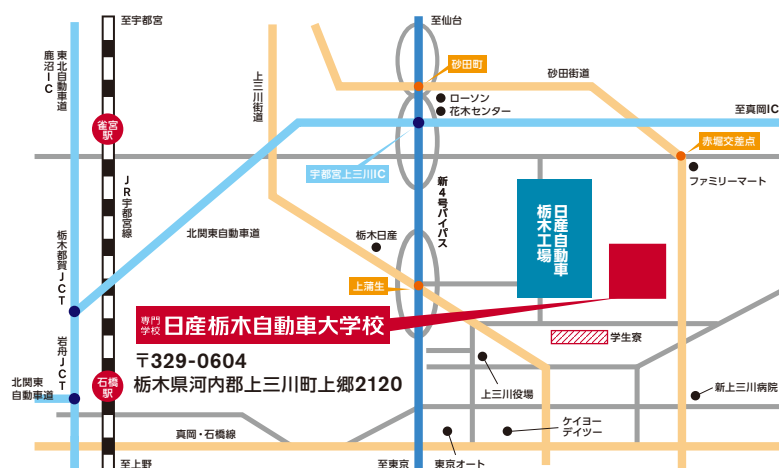 至宇都宮
至仙台
東北自動車道
鹿沼IC
上三川街道
砂田町
砂田街道
ローソン
花木センター
至真岡IC
雀宮
駅
赤堀交差点
宇都宮上三川IC
ファミリーマート
JR宇都宮線
新4号バイパス
日産自動車
栃木工場
栃木都賀JCT
北関東自動車道
栃木日産
上蒲生
専門
学校
日産栃木自動車大学校
岩舟JCT
学生寮
〒329-0604
栃木県河内郡上三川町上郷2120
石橋
駅
北関東
自動車道
上三川役場
新上三川病院
真岡・石橋線
ケイヨー
デイツー
至上野
至東京
東京オート